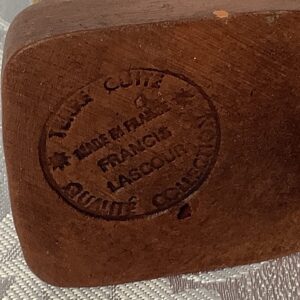 TERRE CUITE
MADE IN FRANCE
FRANCIS
LASCOUR
QUALITÉ COLLECTION